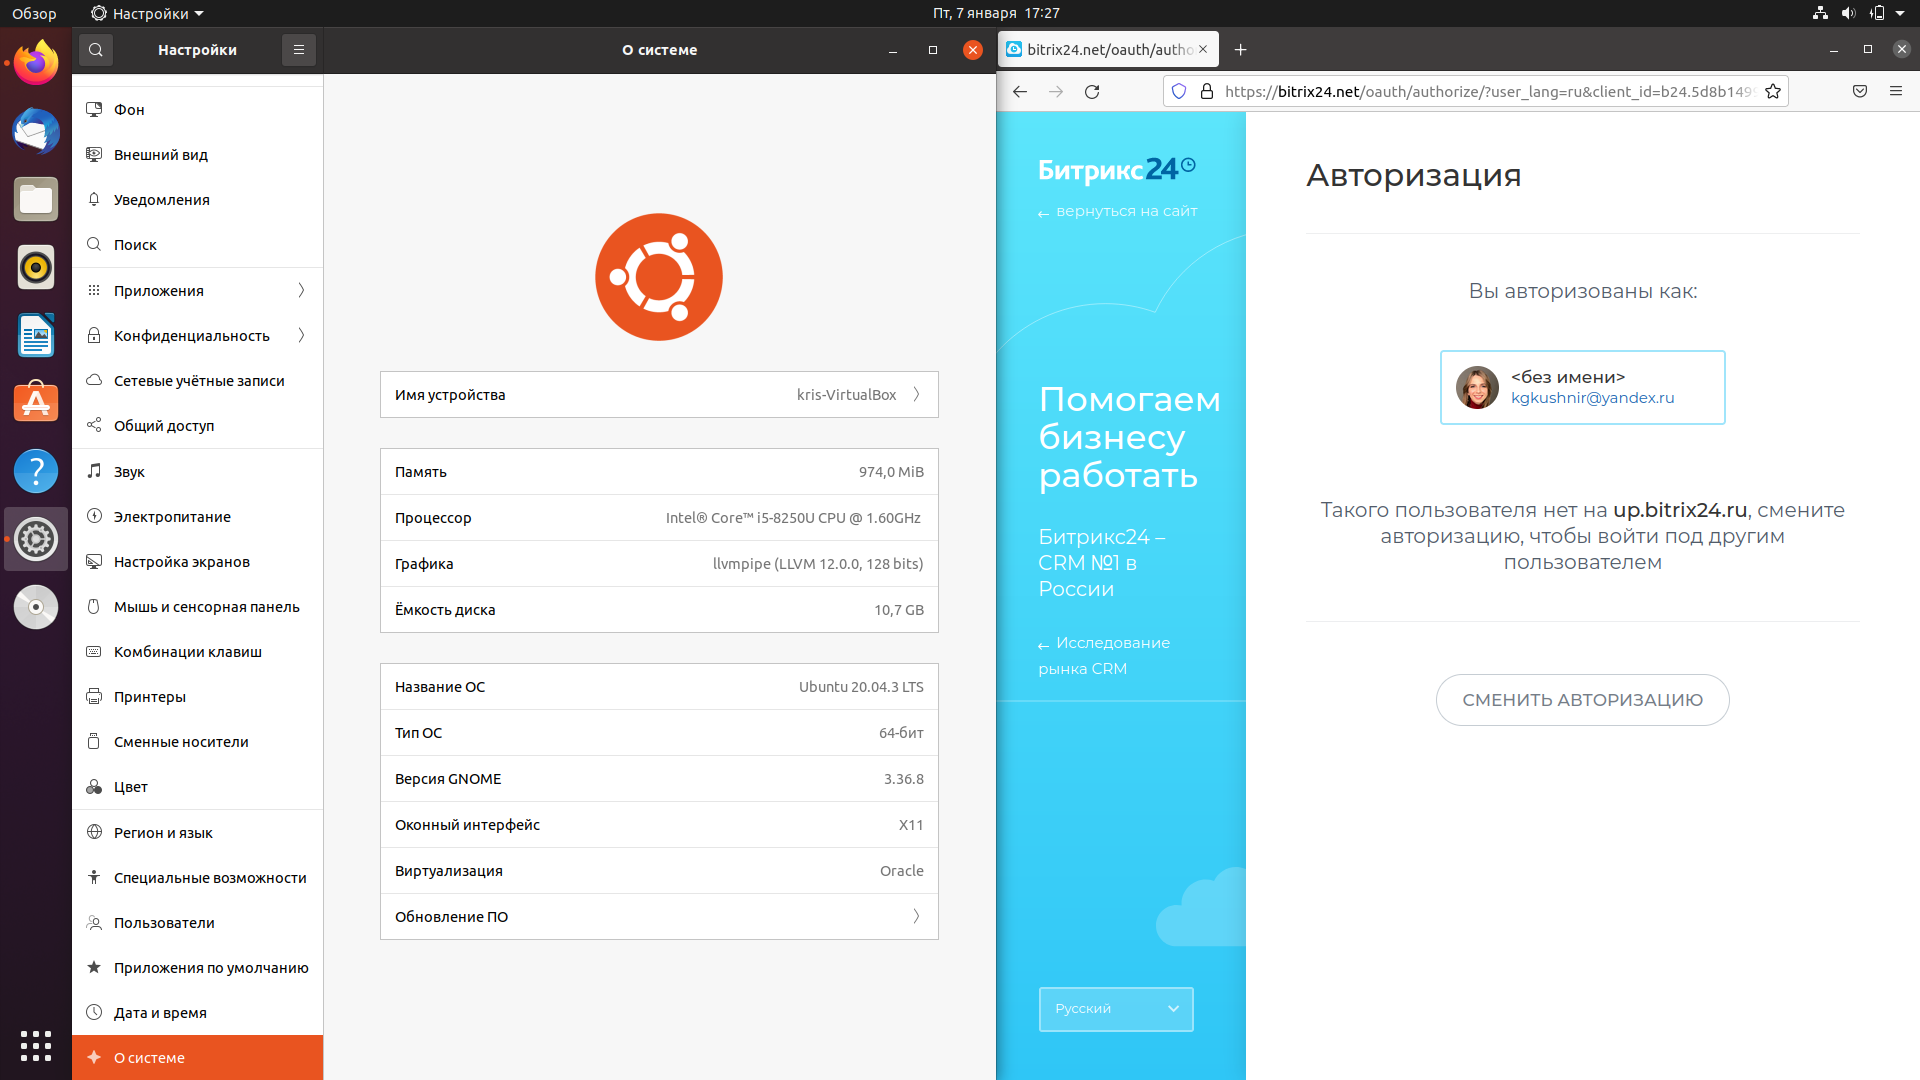 Обзор
Настройки
Пт, 7 января 17:27
Настройки
О системе
Фон
Внешний вид
Уведомления
Поиск
Приложения
Конфиденциальность
Сетевые учётные записи
Общий доступ
Звук
Электропитание
Настройка экранов
Мышь и сенсорная панель
Комбинации клавиш
Принтеры
Сменные носители
Цвет
Регион и язык
Специальные возможности
Пользователи
Приложения по умолчанию
Дата и время
О системе
Имя устройства kris-VirtualBox
Память 974,0 MiB
Процессор Intel® Core™ i5-8250U CPU @ 1.60GHz
Графика llvmpipe (LLVM 12.0.0, 128 bits)
Ёмкость диска 10,7 GB
Название ОС Ubuntu 20.04.3 LTS
Тип ОС 64-бит
Версия GNOME 3.36.8
Оконный интерфейс X11
Виртуализация Oracle
Обновление ПО
bitrix24.net/oauth/autho
https://bitrix24.net/oauth/authorize/?user_lang=ru&client_id=b24.5d8b1499
Битрикс24
← вернуться на сайт
Помогаем
бизнесу
работать
Битрикс24 –
CRM №1 в
России
← Исследование
рынка CRM
Русский
Авторизация
Вы авторизованы как:
<без имени>
kgkushnir@yandex.ru
Такого пользователя нет на up.bitrix24.ru, смените
авторизацию, чтобы войти под другим
пользователем
СМЕНИТЬ АВТОРИЗАЦИЮ